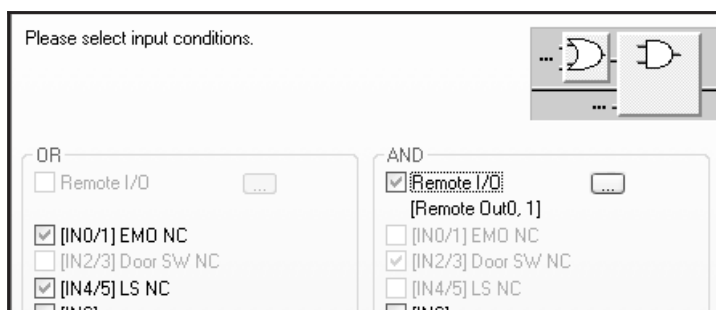 Please select input conditions.
OR
Remote I/O
...
[IN0/1] EMO NC
[IN2/3] Door SW NC
[IN4/5] LS NC
AND
Remote I/O
...
[Remote Out0, 1]
[IN0/1] EMO NC
[IN2/3] Door SW NC
[IN4/5] LS NC